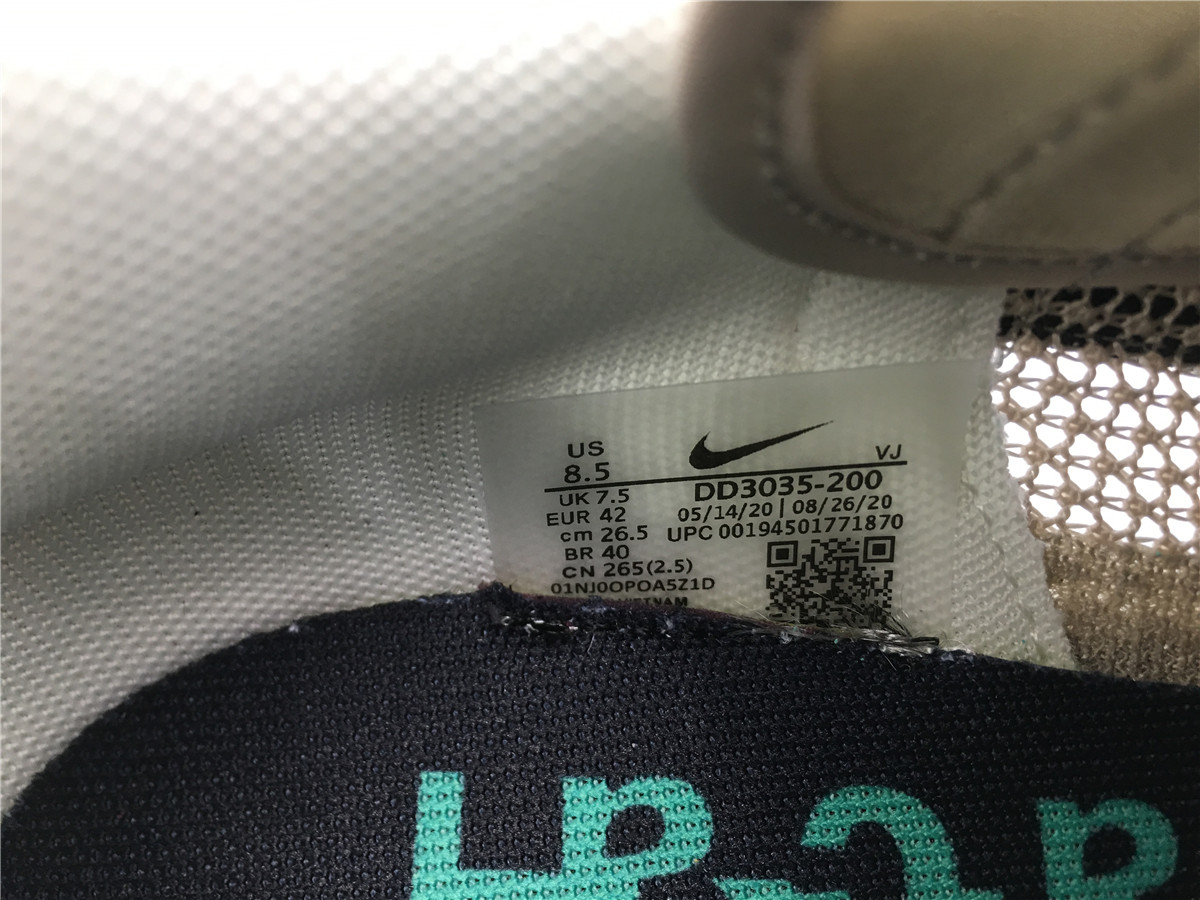 US
8.5
VJ
UK 7.5
DD3035-200
EUR 42
05/14/20 | 08/26/20
cm 26.5
UPC 00194501771870
BR 40
CN 265(2.5)
01NJ0OPOA5Z1D
VIETNAM